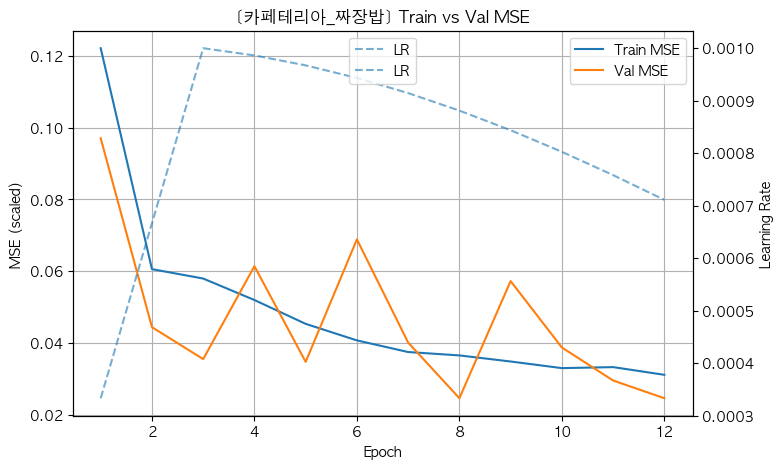 [카페테리아_짜장밥] Train vs Val MSE
LR
LR
Train MSE
Val MSE
MSE (scaled)
0.12
0.10
0.08
0.06
0.04
0.02
0.0010
0.0009
0.0008
0.0007
0.0006
0.0005
0.0004
0.0003
Learning Rate
2
4
6
8
10
12
Epoch